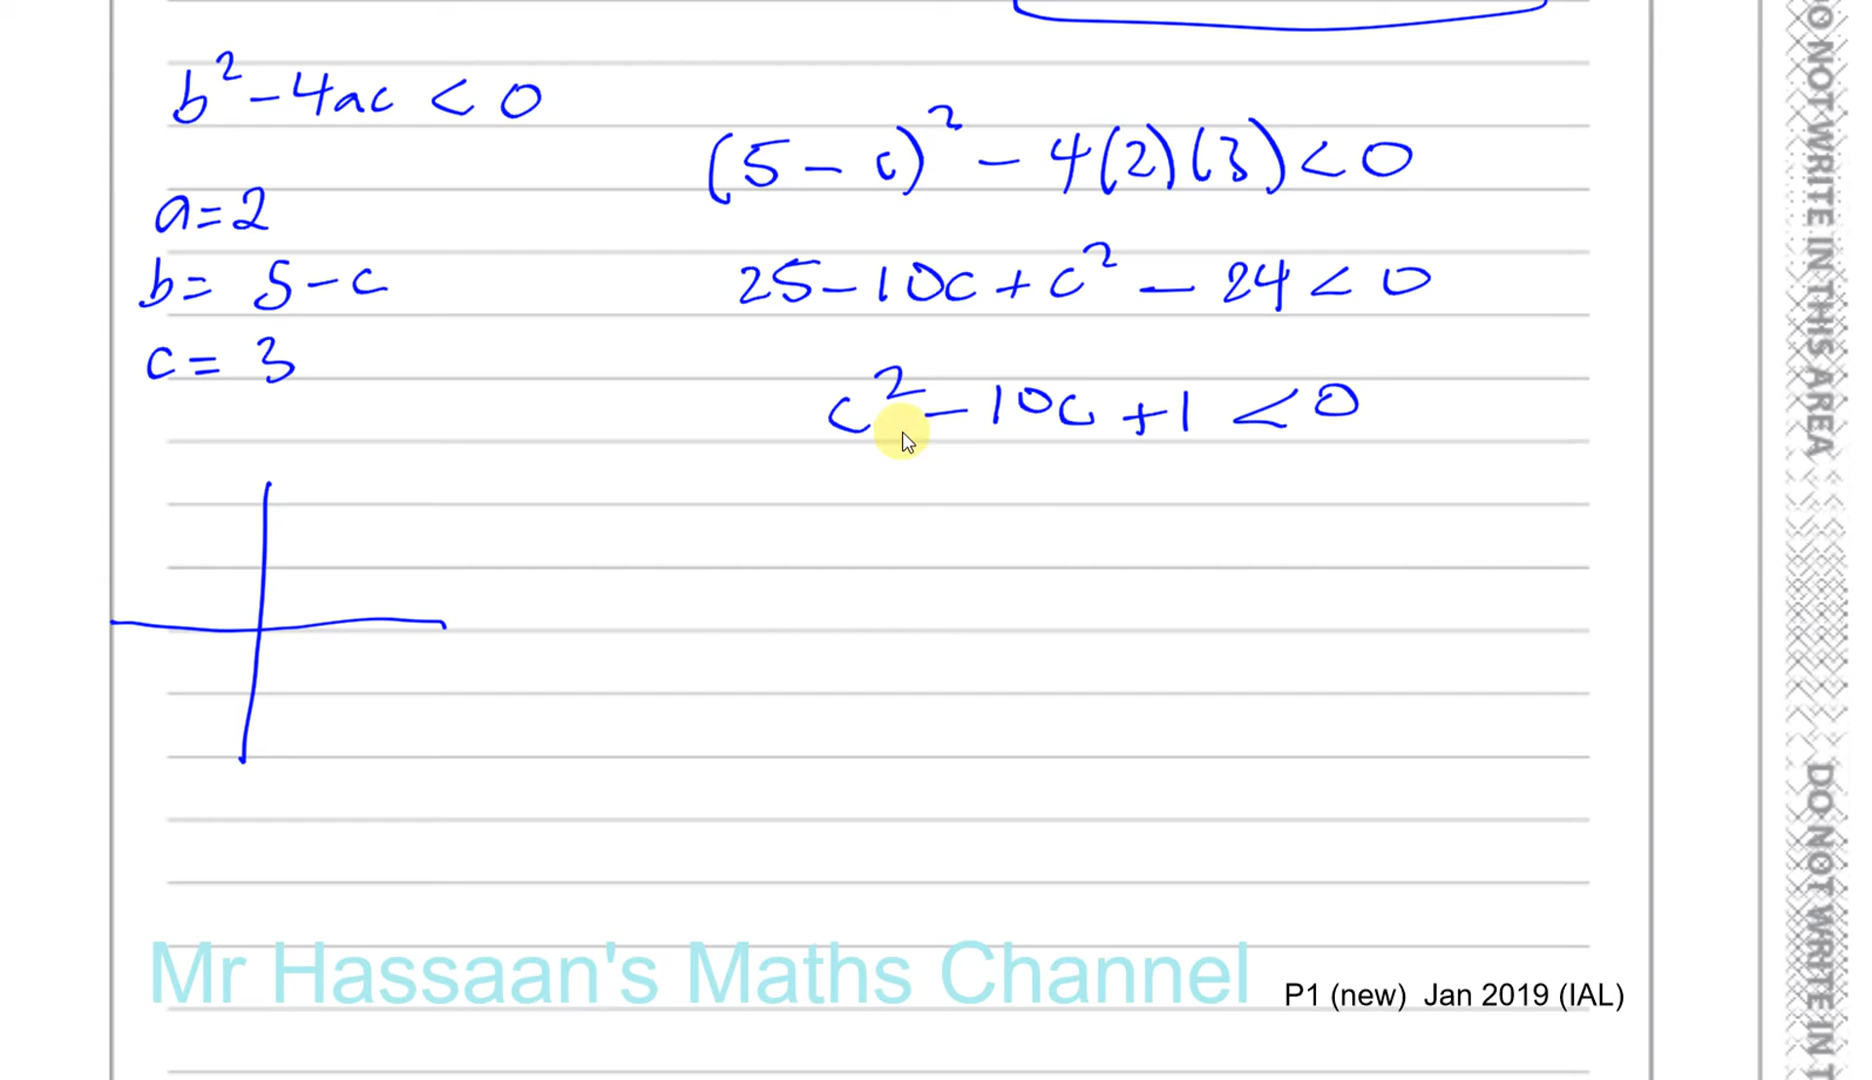 b² - 4ac < 0
(5 - c)² - 4(2)(3) < 0
a = 2
b = 5 - c
25 - 10c + c² - 24 < 0
c = 3
c² - 10c + 1 < 0
Mr Hassaan's Maths Channel
P1 (new) Jan 2019 (IAL)
DO NOT WRITE IN THIS AREA
DO NOT WRITE IN T